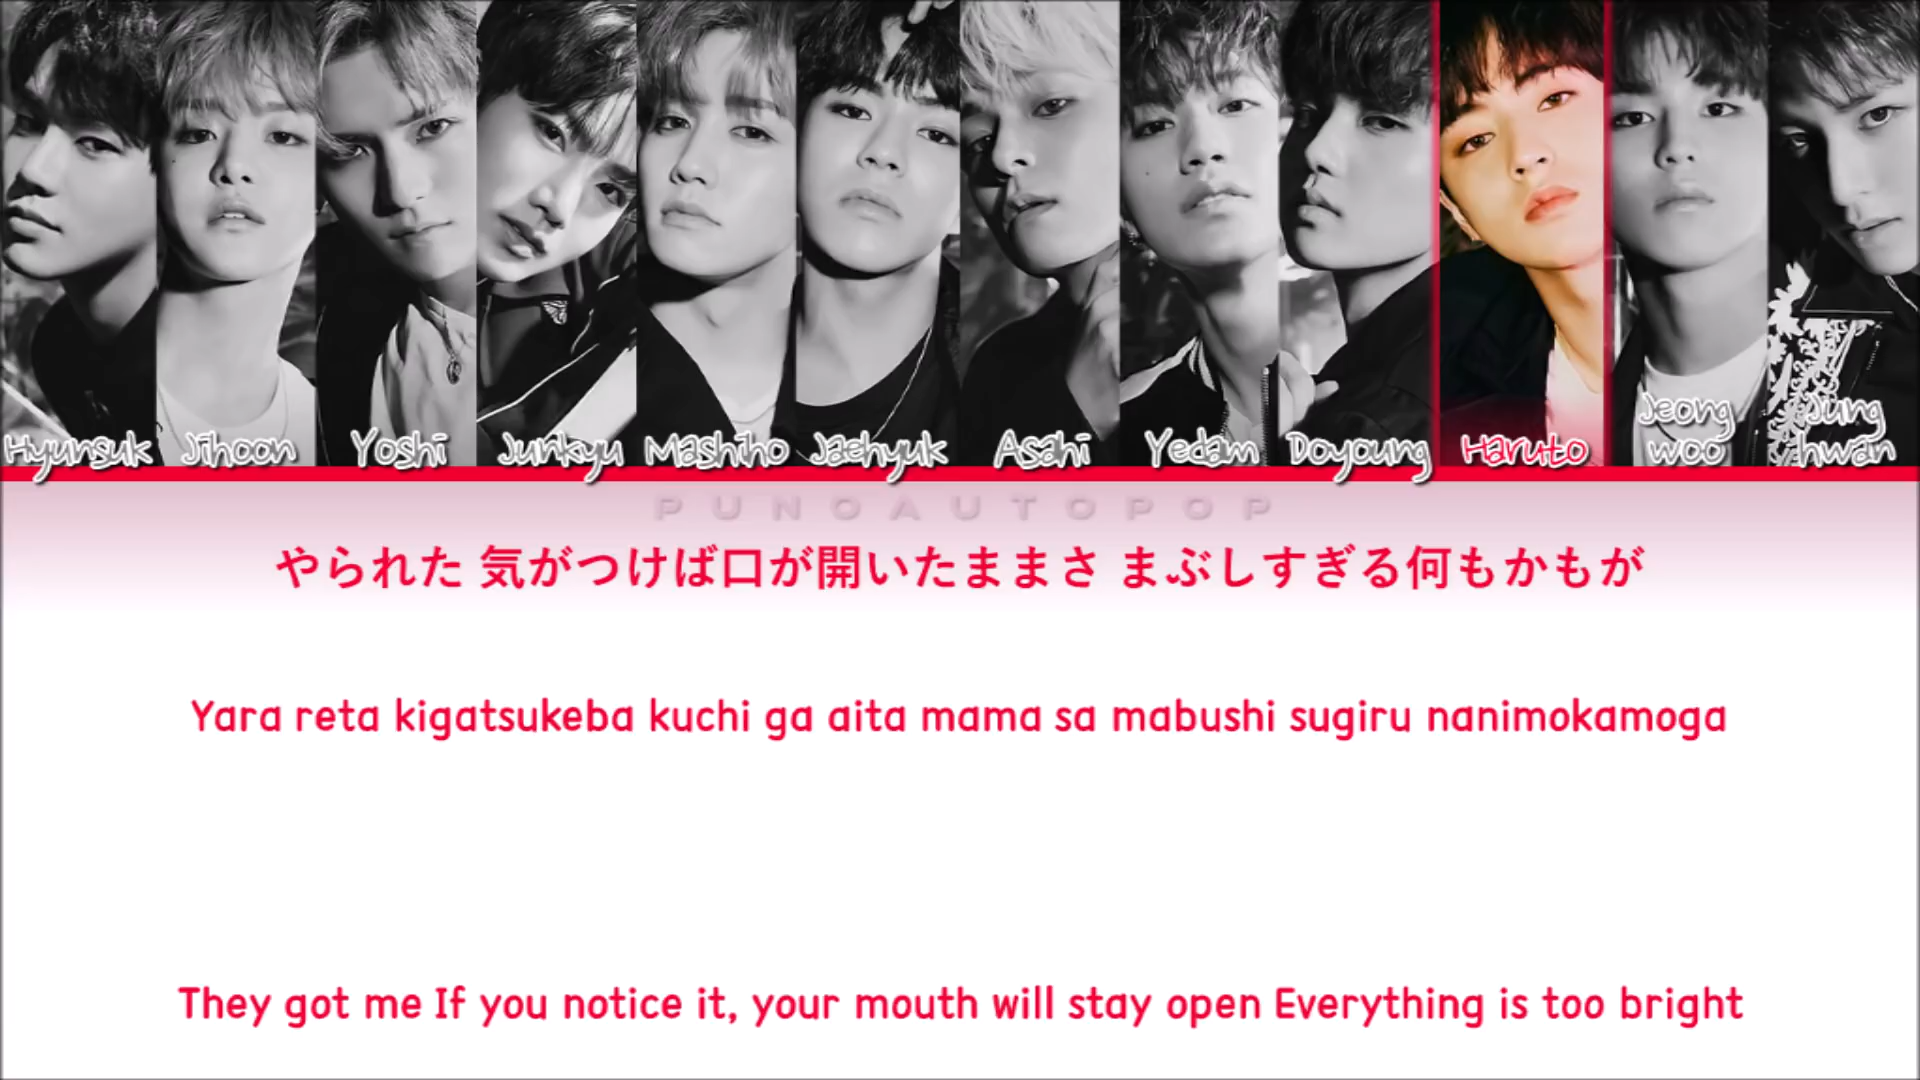 Hyunsuk Jihoon Yoshi Junkyu Mashiho Jaehyuk Asahi Yedam Doyoung Haruto Jeong woo Jung hwan
PUNOAUTOPOP
やられた 気がつけば口が開いたままさ まぶしすぎる何もかもが
Yara reta kigatsukeba kuchi ga aita mama sa mabushi sugiru nanimokamoga
They got me If you notice it, your mouth will stay open Everything is too bright